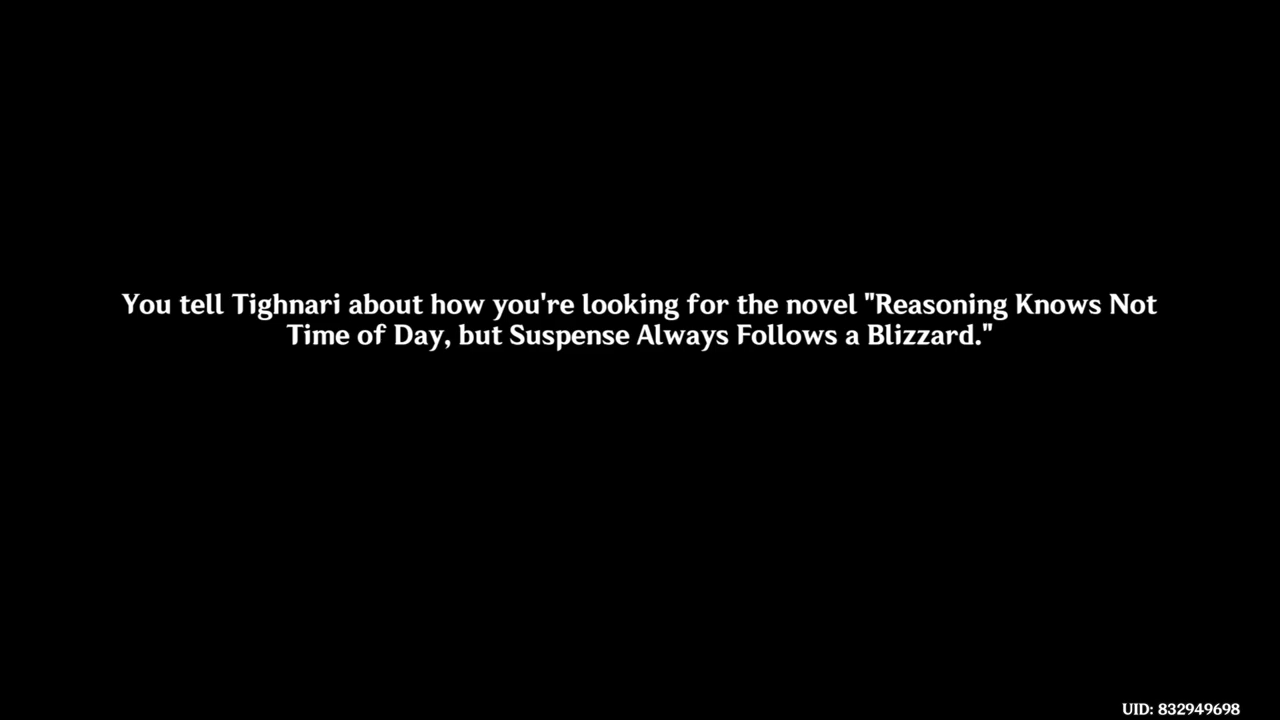 You tell Tighnari about how you're looking for the novel "Reasoning Knows Not
Time of Day, but Suspense Always Follows a Blizzard."
UID: 832949698